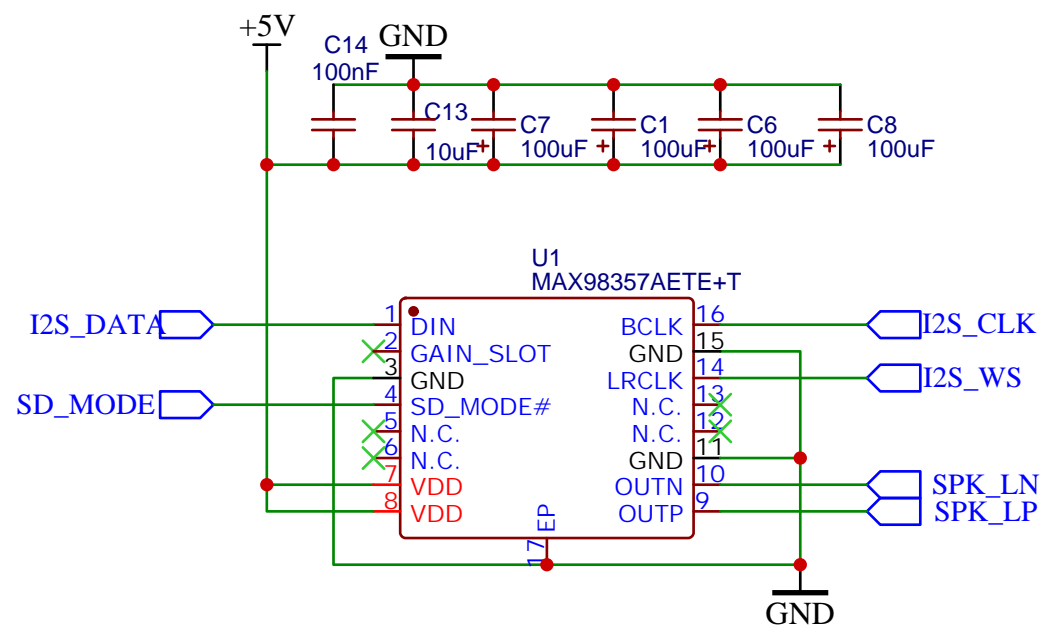 +5V
GND
C14
100nF
C13
10uF
C7
100uF
C1
100uF
C6
100uF
C8
100uF
+
+
+
+
U1
MAX98357AETE+T
I2S_DATA
1
DIN
2
GAIN_SLOT
3
GND
SD_MODE
4
SD_MODE#
5
N.C.
6
N.C.
7
VDD
8
VDD
17
EP
BCLK
16
I2S_CLK
GND
15
LRCLK
14
I2S_WS
N.C.
13
N.C.
12
GND
11
OUTN
10
SPK_LN
OUTP
9
SPK_LP
GND